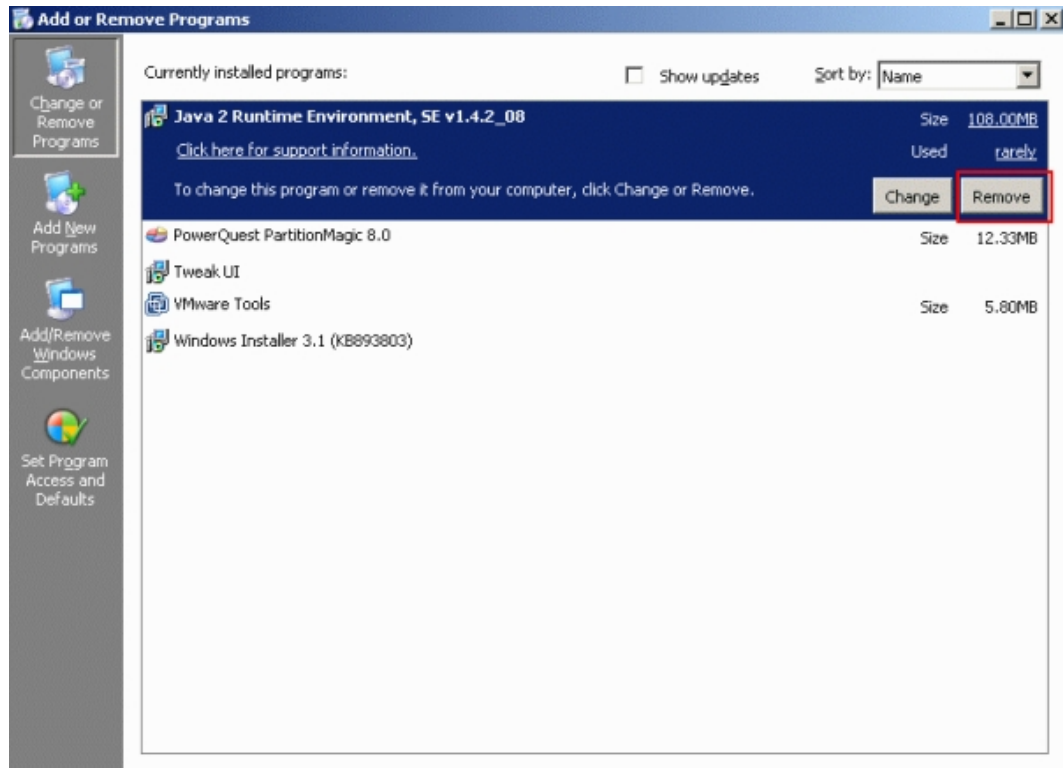 Add or Remove Programs
Change or
Remove
Programs
Add New
Programs
Add/Remove
Windows
Components
Set Program
Access and
Defaults
Currently installed programs:
Show updates
Sort by: Name
Java 2 Runtime Environment, SE v1.4.2_08 Size 108.00MB
Click here for support information. Used rarely
To change this program or remove it from your computer, click Change or Remove. Change Remove
PowerQuest PartitionMagic 8.0 Size 12.33MB
Tweak UI
VMware Tools Size 5.80MB
Windows Installer 3.1 (KB893803)